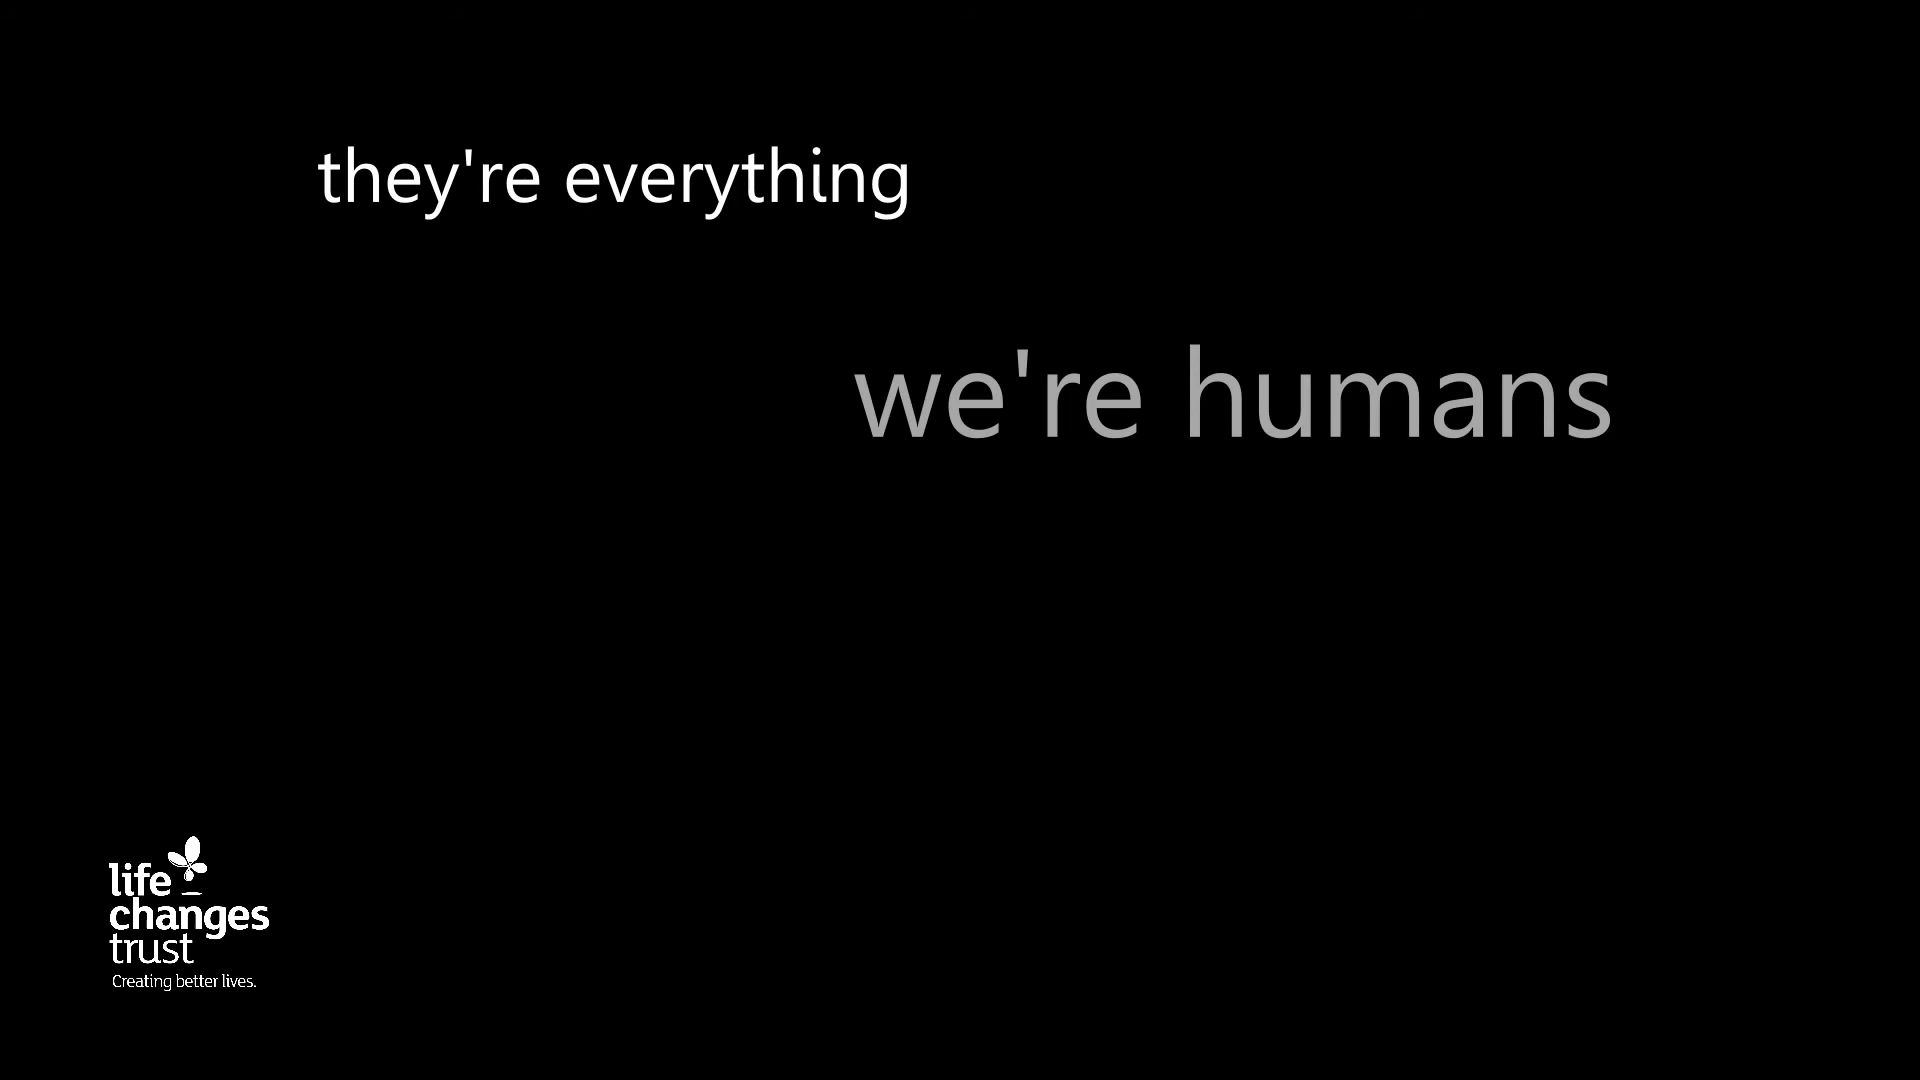 they're everything
we're humans
life
changes
trust
Creating better lives.